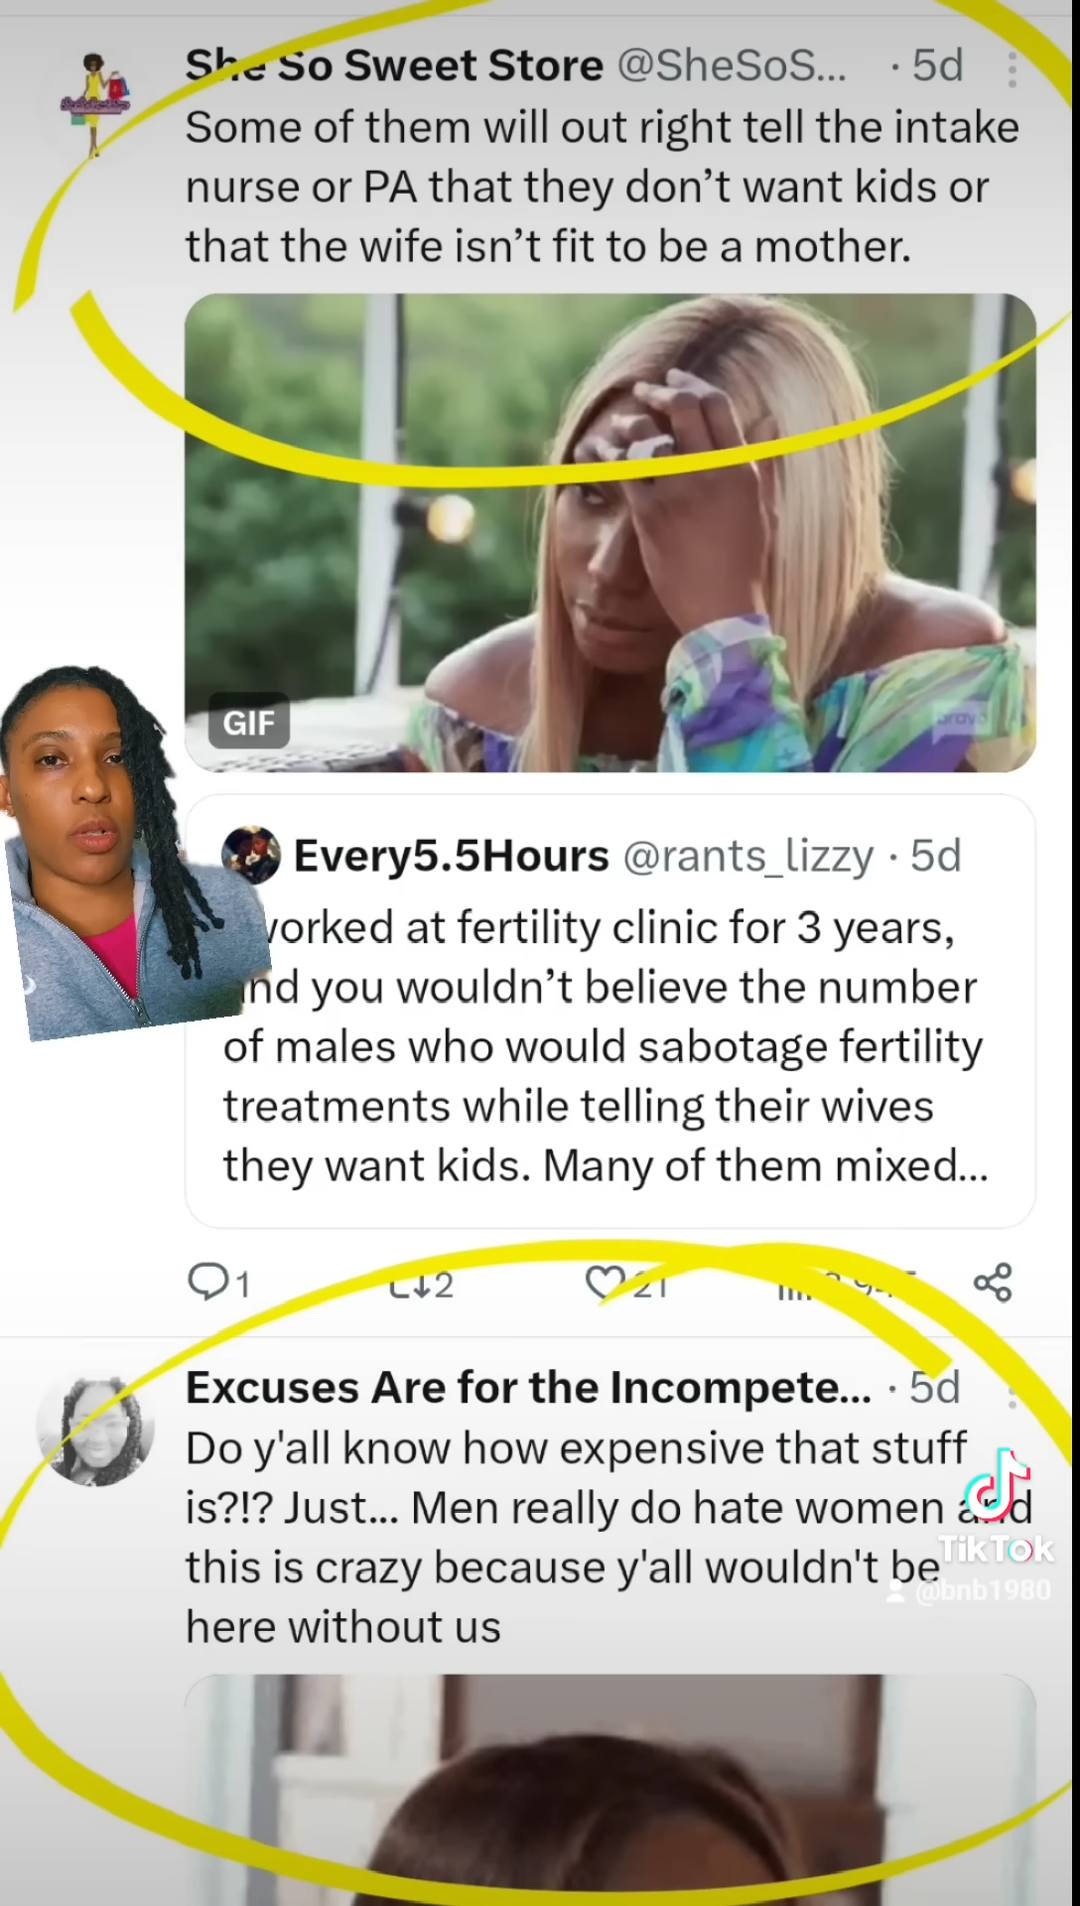 She So Sweet Store @SheSoS... · 5d
Some of them will out right tell the intake
nurse or PA that they don’t want kids or
that the wife isn’t fit to be a mother.
GIF
bravo
Every5.5Hours @rants_lizzy · 5d
worked at fertility clinic for 3 years,
and you wouldn’t believe the number
of males who would sabotage fertility
treatments while telling their wives
they want kids. Many of them mixed...
1 2 21
Excuses Are for the Incompete... · 5d
Do y'all know how expensive that stuff
is?!? Just... Men really do hate women and
this is crazy because y'all wouldn't be
here without us
TikTok
@bnb1980